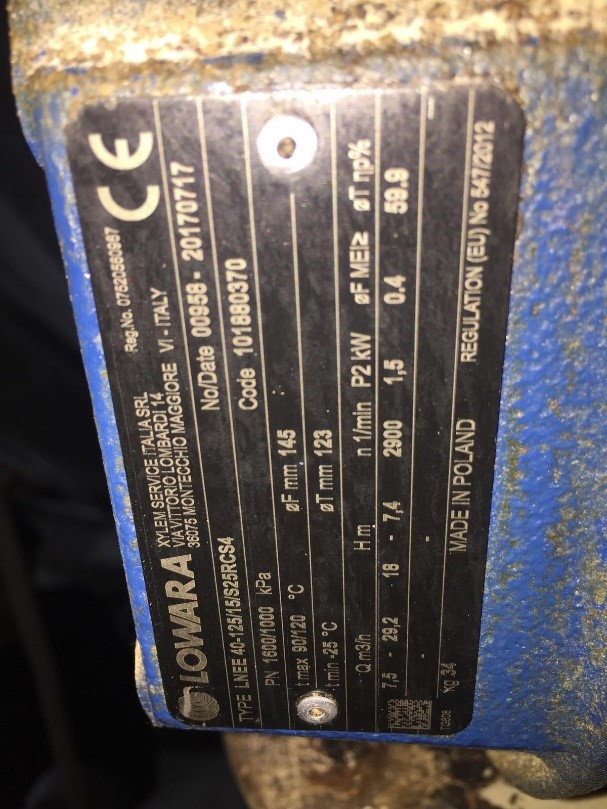 LOWARA
XYLEM SERVICE ITALIA SRL
VIA VITTORIO LOMBARDI 14
36075 MONTECCHIO MAGGIORE VI - ITALY
Reg.No. 07520560967
CE
TYPE LNEE 40-125/15/S25RCS4
No/Date 00958 - 20170717
PN 1600/1000 kPa
Code 101880370
t max 90/120 °C
øF mm 145
t min -25 °C
øT mm 123
Q m3/h H m n 1/min P2 kW øF MEI≥ øT ηp%
7,5 - 29,2 18 - 7,4 2900 1,5 0.4 59.9
- -
kg 34 MADE IN POLAND REGULATION (EU) No 547/2012